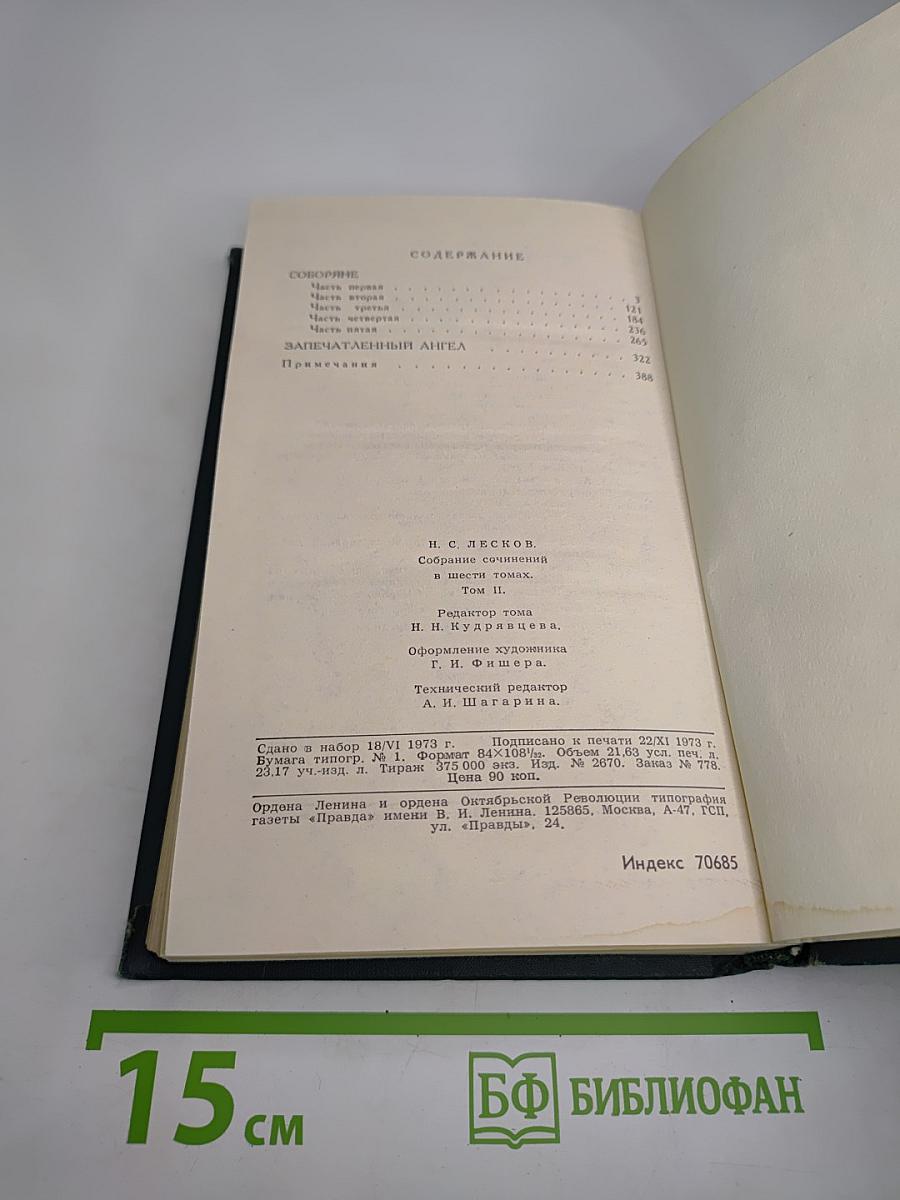 СОДЕРЖАНИЕ
СОБОРЯНЕ
Часть первая . . . . . . . . . . . . . . . . 3
Часть вторая . . . . . . . . . . . . . . . . 121
Часть третья . . . . . . . . . . . . . . . . 184
Часть четвертая . . . . . . . . . . . . . . . 236
Часть пятая . . . . . . . . . . . . . . . . 265
ЗАПЕЧАТЛЕННЫЙ АНГЕЛ . . . . . . . . . . 322
Примечания . . . . . . . . . . . . . . . . 388
Н. С. ЛЕСКОВ.
Собрание сочинений
в шести томах.
Том II.
Редактор тома
Н. Н. Кудрявцева.
Оформление художника
Г. И. Фишера.
Технический редактор
А. И. Шагарина.
Сдано в набор 18/VI 1973 г. Подписано к печати 22/XI 1973 г.
Бумага типогр. № 1. Формат 84×108¹/₃₂. Объем 21,63 усл. печ. л.
23,17 уч.-изд. л. Тираж 375 000 экз. Изд. № 2670. Заказ № 778.
Цена 90 коп.
Ордена Ленина и ордена Октябрьской Революции типография
газеты «Правда» имени В. И. Ленина. 125865, Москва, А-47, ГСП,
ул. «Правды», 24.
Индекс 70685
15 см
БФ БИБЛИОФАН